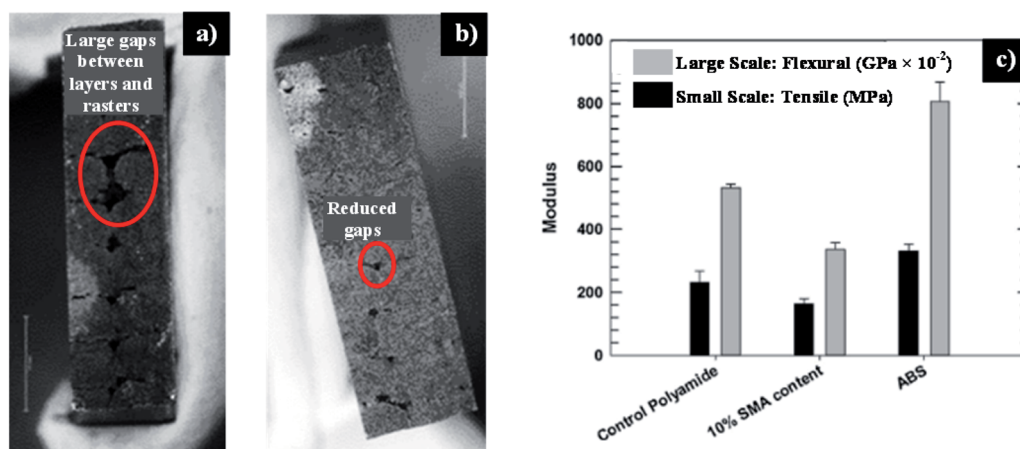 a)
Large gaps
between
layers and
rasters
b)
Reduced
gaps
c)
Large Scale: Flexural (GPa × 10⁻²)
Small Scale: Tensile (MPa)
Modulus
1000
800
600
400
200
0
Control Polyamide
10% SMA content
ABS